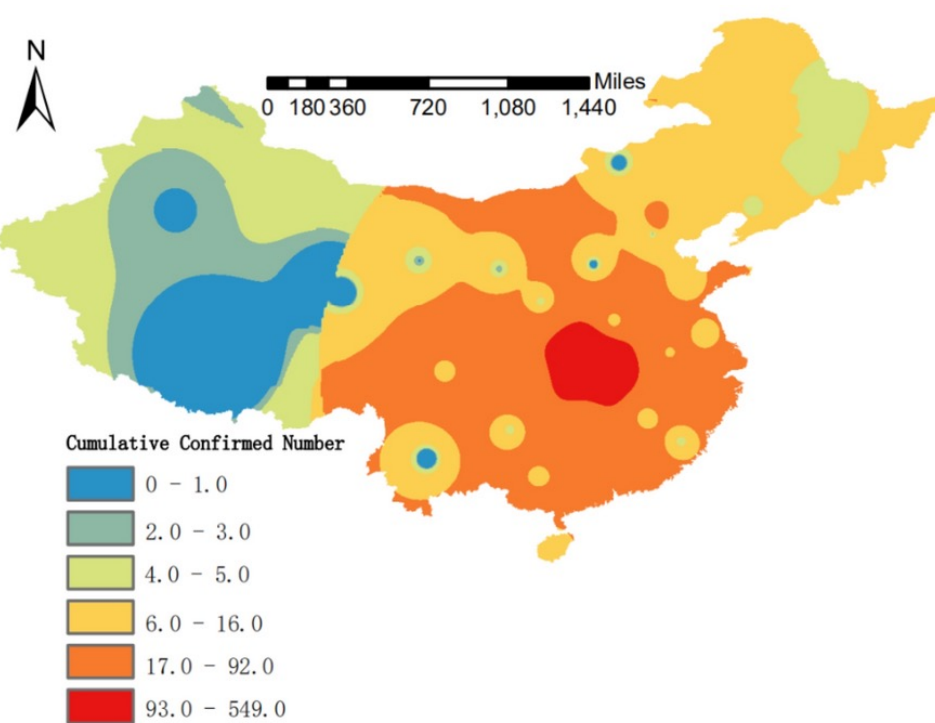 N
Miles
0 180 360 720 1,080 1,440
Cumulative Confirmed Number
0 - 1.0
2.0 - 3.0
4.0 - 5.0
6.0 - 16.0
17.0 - 92.0
93.0 - 549.0